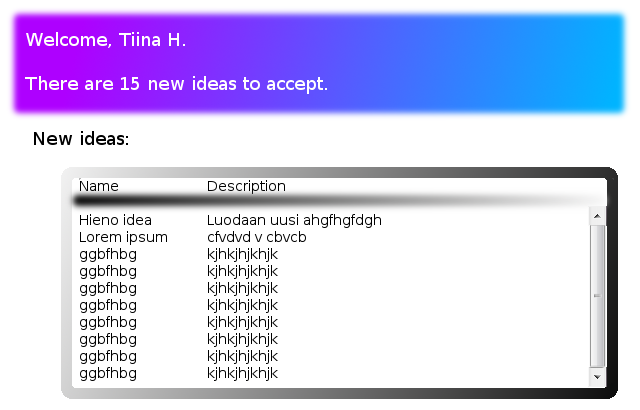 Welcome, Tiina H.
There are 15 new ideas to accept.
New ideas:
Name Description
Hieno idea Luodaan uusi ahgfhgfdgh
Lorem ipsum cfvdvd v cbvcb
ggbfhbg kjhkjhjkhjk
ggbfhbg kjhkjhjkhjk
ggbfhbg kjhkjhjkhjk
ggbfhbg kjhkjhjkhjk
ggbfhbg kjhkjhjkhjk
ggbfhbg kjhkjhjkhjk
ggbfhbg kjhkjhjkhjk
ggbfhbg kjhkjhjkhjk